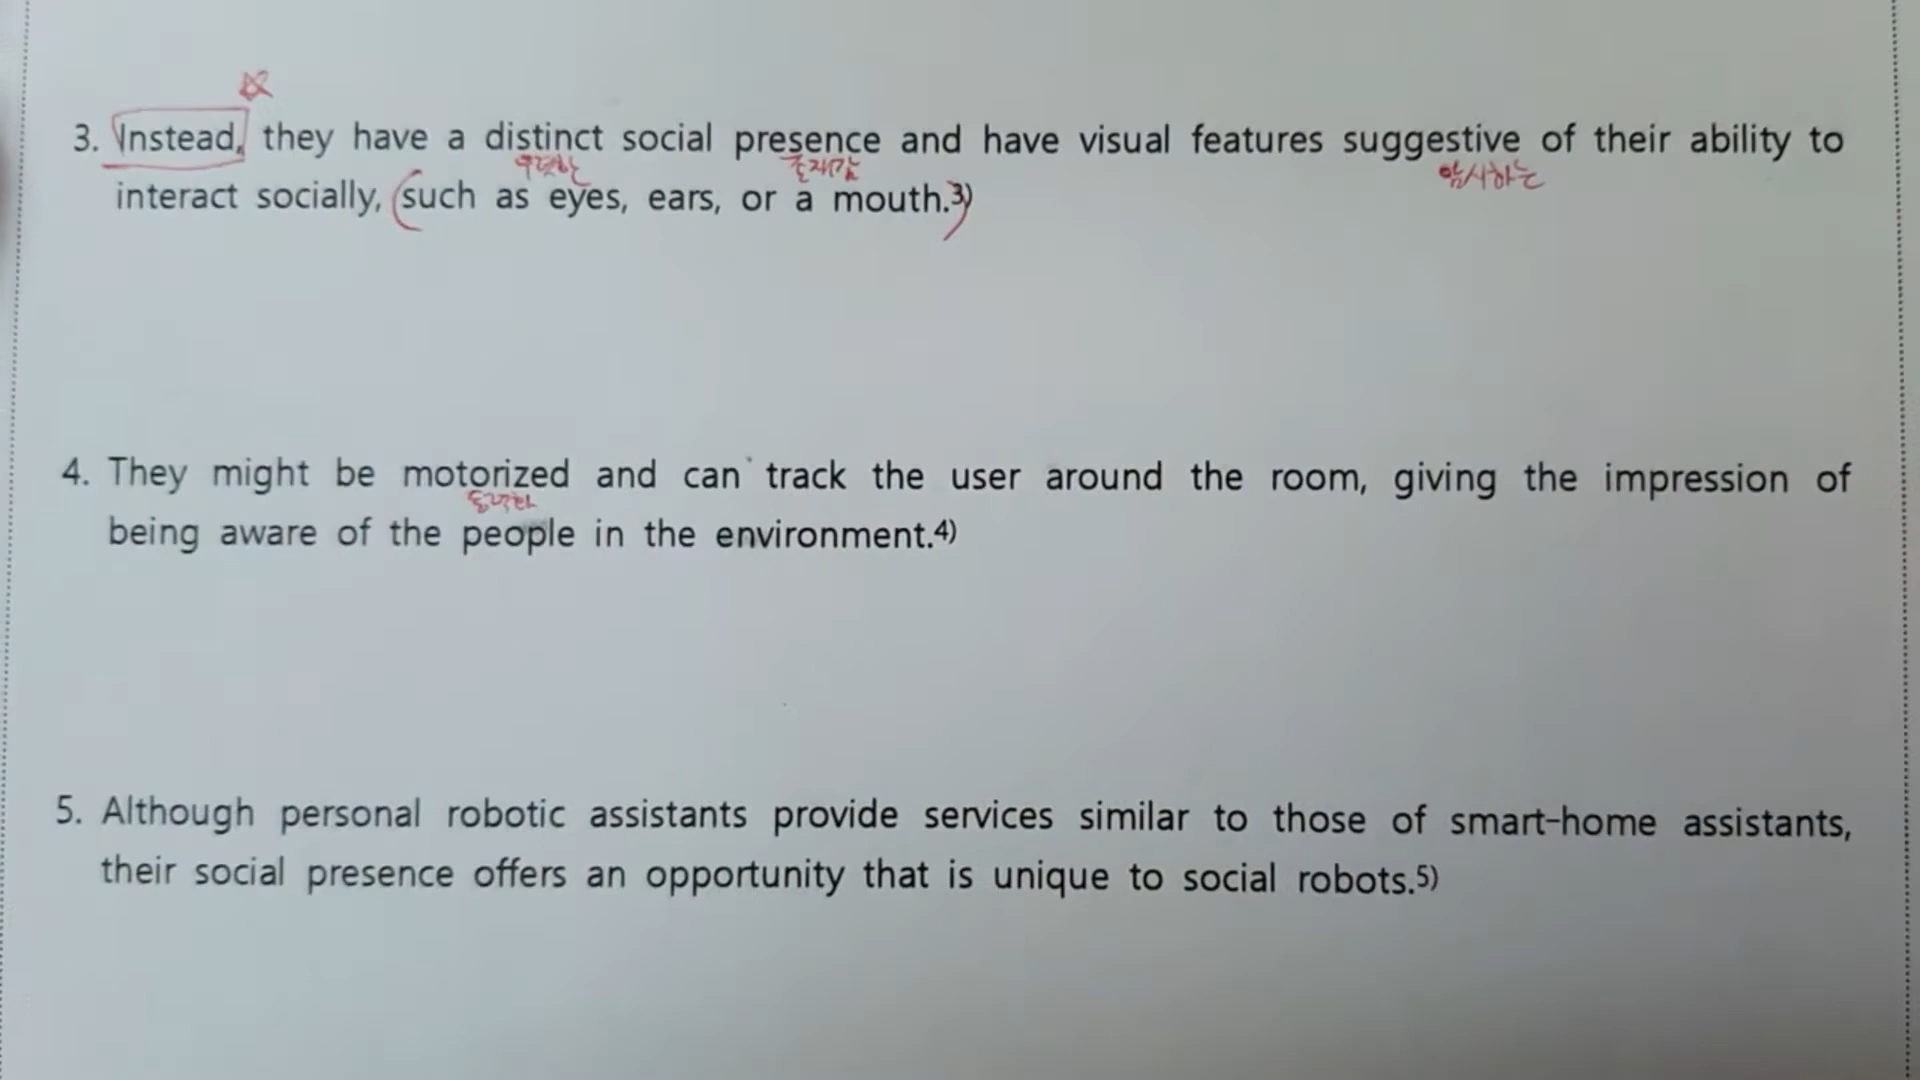 3. Instead, they have a distinct social presence and have visual features suggestive of their ability to
뚜렷한 존재감 암시하는
interact socially, (such as eyes, ears, or a mouth.3))
4. They might be motorized and can track the user around the room, giving the impression of
being aware of the people in the environment.4)
5. Although personal robotic assistants provide services similar to those of smart-home assistants,
their social presence offers an opportunity that is unique to social robots.5)